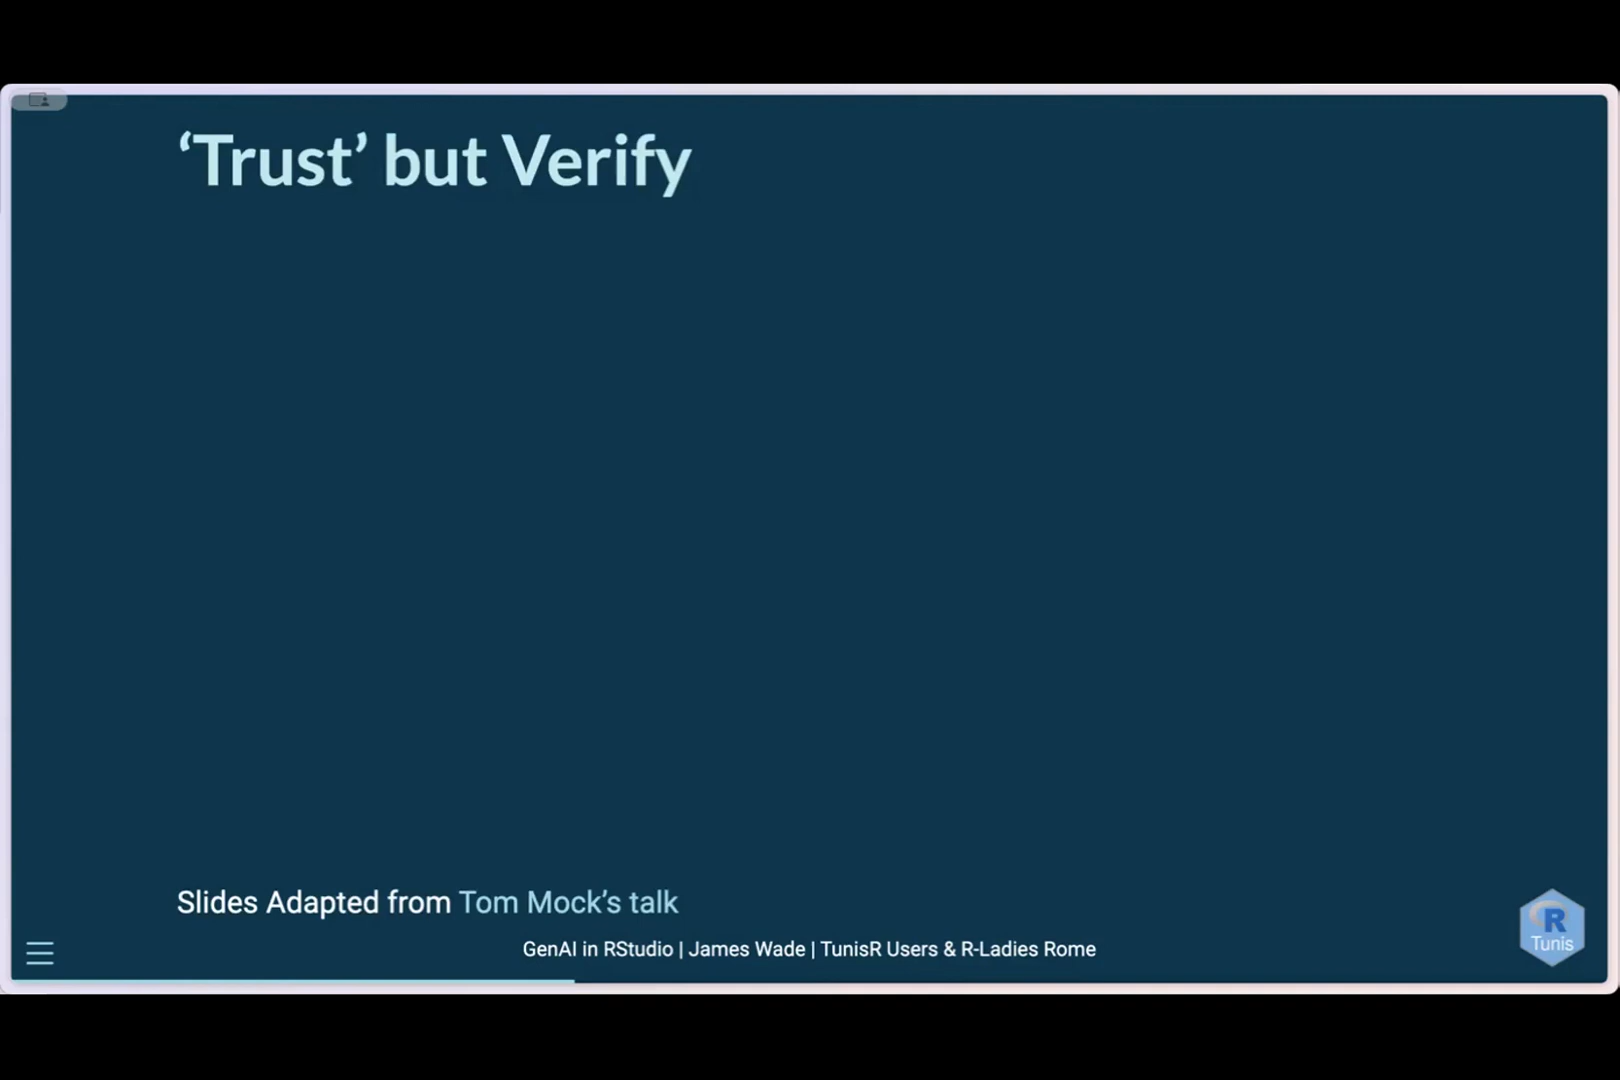 ‘Trust’ but Verify
Slides Adapted from Tom Mock’s talk
GenAI in RStudio | James Wade | TunisR Users & R-Ladies Rome
R
Tunis